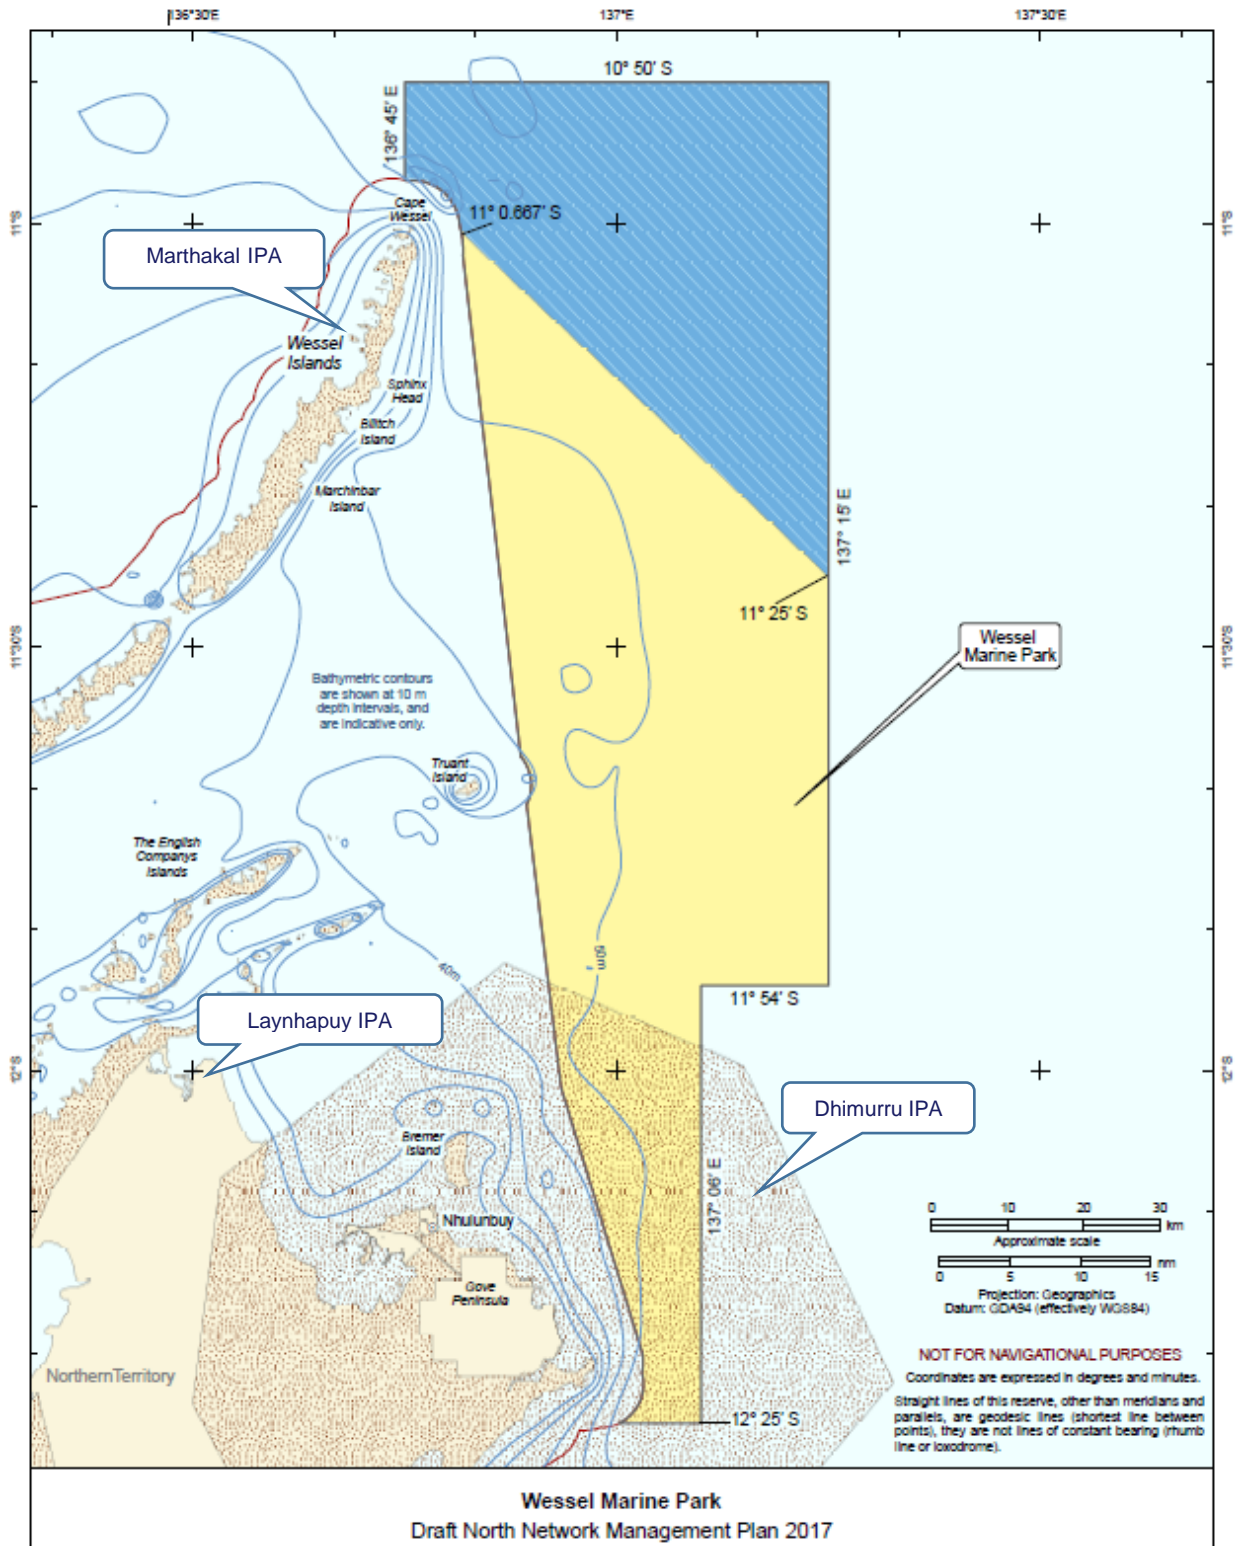 136°30'E
137°E
137°30'E
10° 50' S
136° 45' E
11°S
11°S
Cape
Wessel
11° 0.667' S
Marthakal IPA
Wessel
Islands
Sphinx
Head
Billtch
Island
Marchinbar
Island
137° 15' E
11° 25' S
11°30'S
11°30'S
Wessel
Marine Park
Bathymetric contours
are shown at 10 m
depth intervals, and
are indicative only.
Truant
Island
The English
Companys
Islands
40m
50m
11° 54' S
Laynhapuy IPA
12°S
12°S
Dhimurru IPA
Bremer
Island
137° 06' E
Nhulunbuy
Gove
Peninsula
0 10 20 30 km
Approximate scale
0 5 10 15 nm
Projection: Geographics
Datum: GDA94 (effectively WGS84)
NOT FOR NAVIGATIONAL PURPOSES
Coordinates are expressed in degrees and minutes.
Straight lines of this reserve, other than meridians and
parallels, are geodesic lines (shortest line between
points), they are not lines of constant bearing (rhumb
line or loxodrome).
NorthernTerritory
12° 25' S
Wessel Marine Park
Draft North Network Management Plan 2017